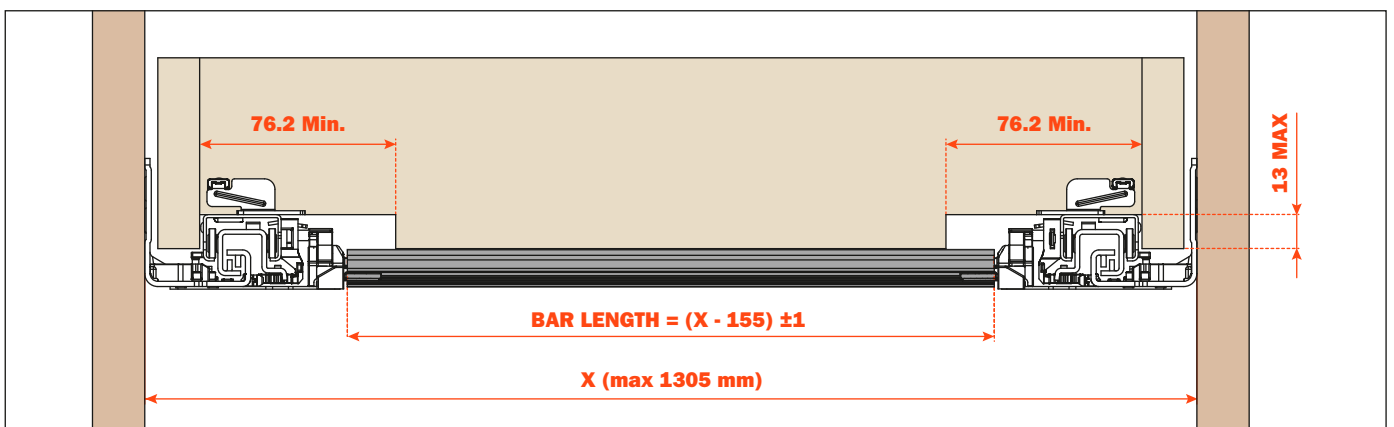 76.2 Min.
76.2 Min.
13 MAX
BAR LENGTH = (X - 155) ±1
X (max 1305 mm)